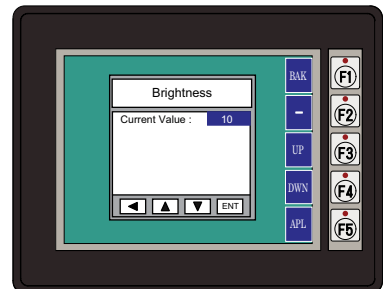 Brightness
Current Value : 10
ENT
BAK
–
UP
DWN
APL
F1
F2
F3
F4
F5